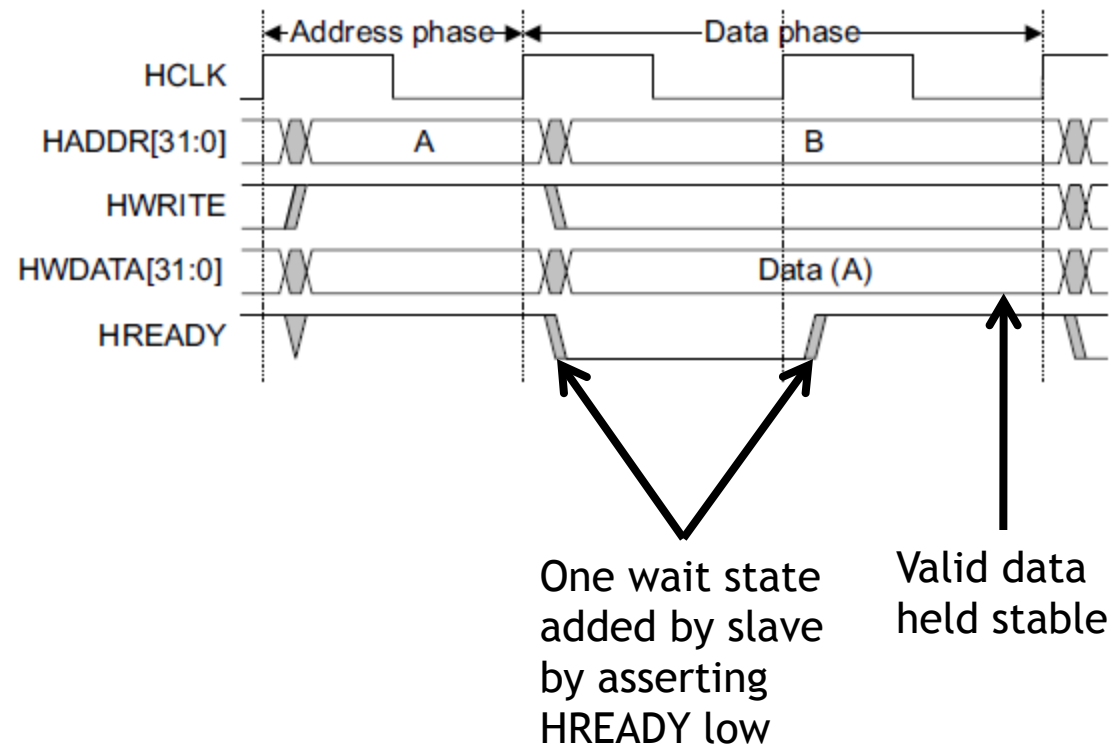 Address phase Data phase
HCLK
HADDR[31:0] A B
HWRITE
HWDATA[31:0] Data (A)
HREADY
One wait state
added by slave
by asserting
HREADY low
Valid data
held stable